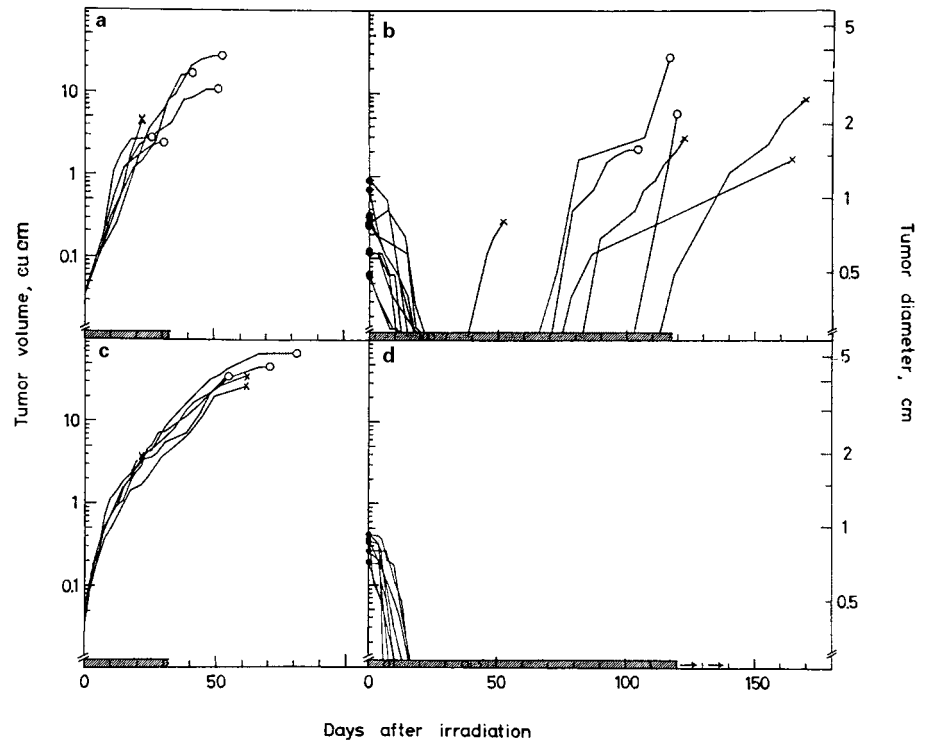 a
b
5
10
2
1
1
0.1
0.5
Tumor volume, cu cm
Tumor diameter, cm
c
d
5
10
2
1
1
0.1
0.5
0 50
0 50 100 150
Days after irradiation